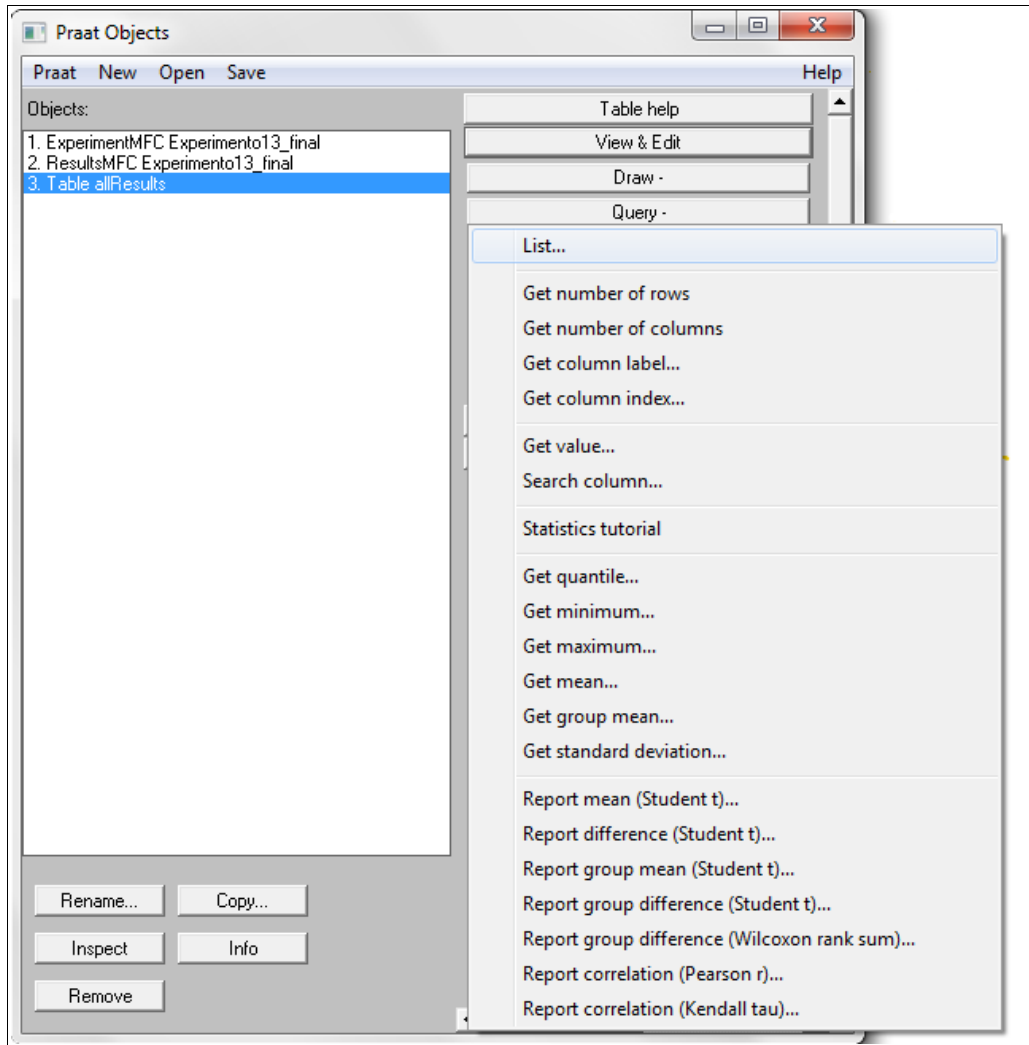 Praat Objects
Praat New Open Save Help
Objects:
1. ExperimentMFC Experimento13_final
2. ResultsMFC Experimento13_final
3. Table allResults
Table help
View & Edit
Draw -
Query -
List...
Get number of rows
Get number of columns
Get column label...
Get column index...
Get value...
Search column...
Statistics tutorial
Get quantile...
Get minimum...
Get maximum...
Get mean...
Get group mean...
Get standard deviation...
Report mean (Student t)...
Report difference (Student t)...
Report group mean (Student t)...
Report group difference (Student t)...
Report group difference (Wilcoxon rank sum)...
Report correlation (Pearson r)...
Report correlation (Kendall tau)...
Rename... Copy...
Inspect Info
Remove